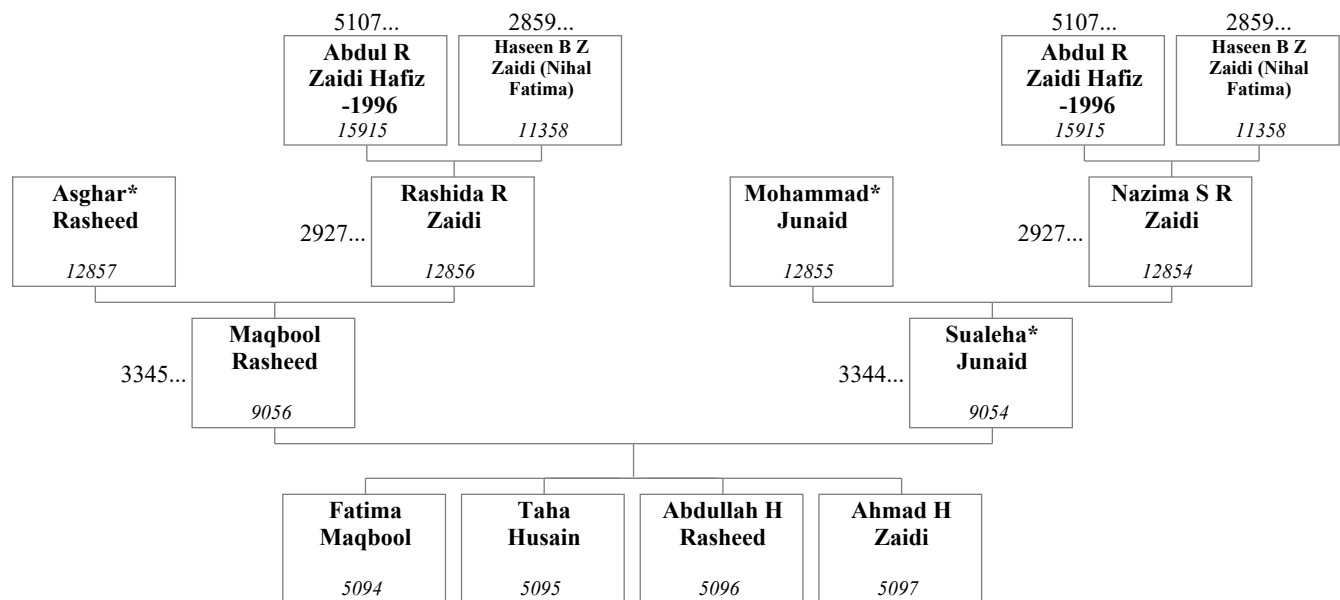 5107...
2859...
5107...
2859...
Abdul R
Zaidi Hafiz
-1996
15915
Haseen B Z
Zaidi (Nihal
Fatima)
11358
Abdul R
Zaidi Hafiz
-1996
15915
Haseen B Z
Zaidi (Nihal
Fatima)
11358
Asghar*
Rasheed
12857
2927...
Rashida R
Zaidi
12856
Mohammad*
Junaid
12855
2927...
Nazima S R
Zaidi
12854
3345...
Maqbool
Rasheed
9056
3344...
Sualeha*
Junaid
9054
Fatima
Maqbool
5094
Taha
Husain
5095
Abdullah H
Rasheed
5096
Ahmad H
Zaidi
5097